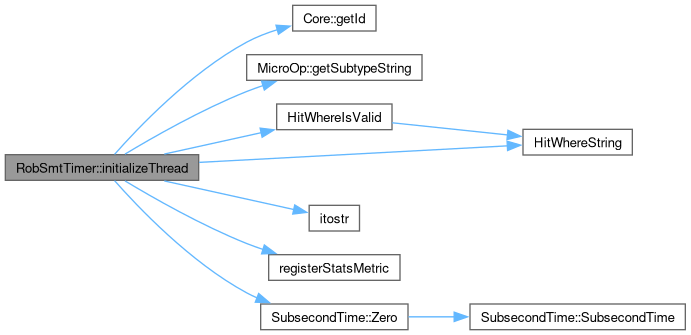 Core::getId
MicroOp::getSubtypeString
HitWhereIsValid
HitWhereString
RobSmtTimer::initializeThread
itostr
registerStatsMetric
SubsecondTime::Zero
SubsecondTime::SubsecondTime